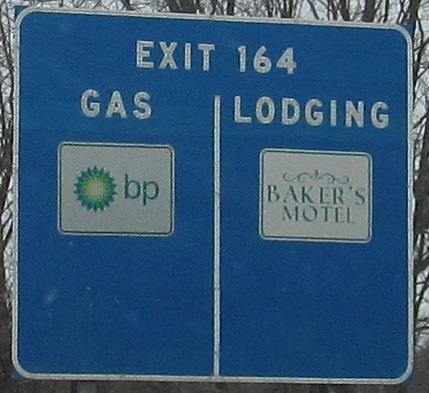 EXIT 164
GAS
LODGING
bp
BAKER'S
MOTEL